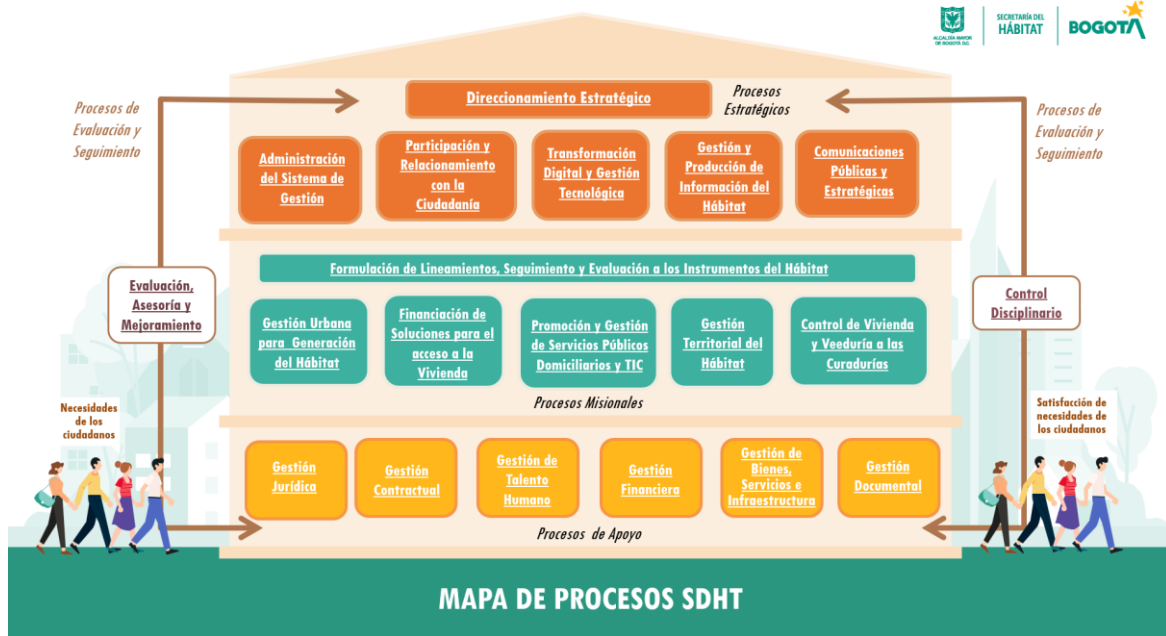 ALCALDÍA MAYOR
DE BOGOTÁ D.C.
SECRETARÍA DEL
HÁBITAT
BOGOTÁ
Procesos de
Evaluación y
Seguimiento
Direccionamiento Estratégico
Procesos
Estratégicos
Procesos de
Evaluación y
Seguimiento
Administración
del Sistema de
Gestión
Participación y
Relacionamiento
con la
Ciudadanía
Transformación
Digital y Gestión
Tecnológica
Gestión y
Producción de
Información del
Hábitat
Comunicaciones
Públicas y
Estratégicas
Formulación de Lineamientos, Seguimiento y Evaluación a los Instrumentos del Hábitat
Evaluación,
Asesoría y
Mejoramiento
Gestión Urbana
para Generación
del Hábitat
Financiación de
Soluciones para el
acceso a la
Vivienda
Promoción y Gestión
de Servicios Públicos
Domiciliarios y TIC
Gestión
Territorial del
Hábitat
Control de Vivienda
y Veeduría a las
Curadurías
Control
Disciplinario
Procesos Misionales
Necesidades
de los
ciudadanos
Satisfacción de
necesidades de
los ciudadanos
Gestión
Jurídica
Gestión
Contractual
Gestión de
Talento
Humano
Gestión
Financiera
Gestión de
Bienes,
Servicios e
Infraestructura
Gestión
Documental
Procesos de Apoyo
MAPA DE PROCESOS SDHT